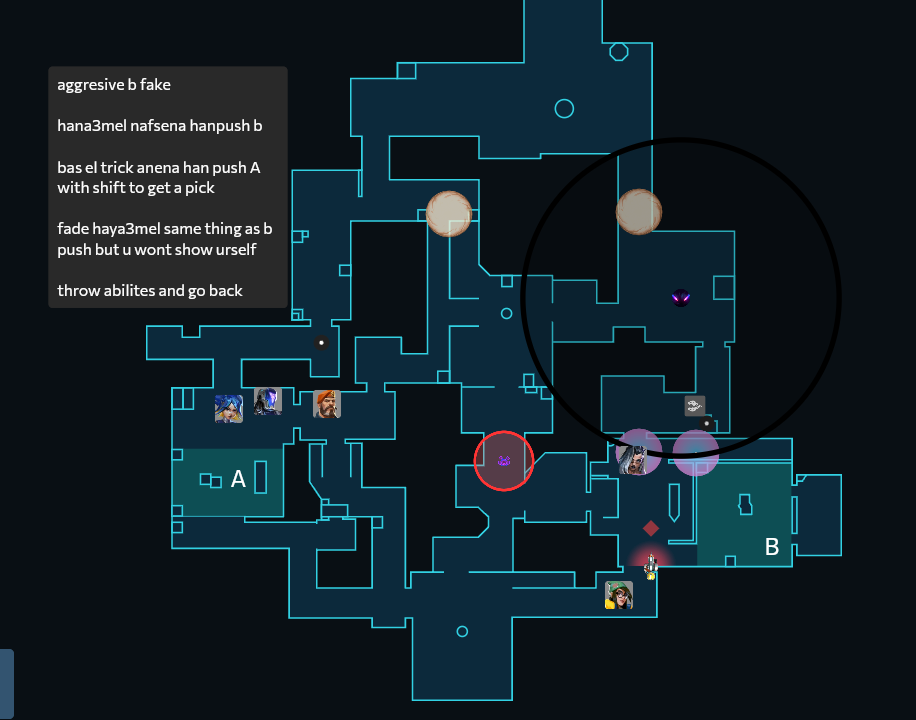 aggresive b fake
hana3mel nafsena hanpush b
bas el trick anena han push A
with shift to get a pick
fade haya3mel same thing as b
push but u wont show urself
throw abilites and go back
A
B